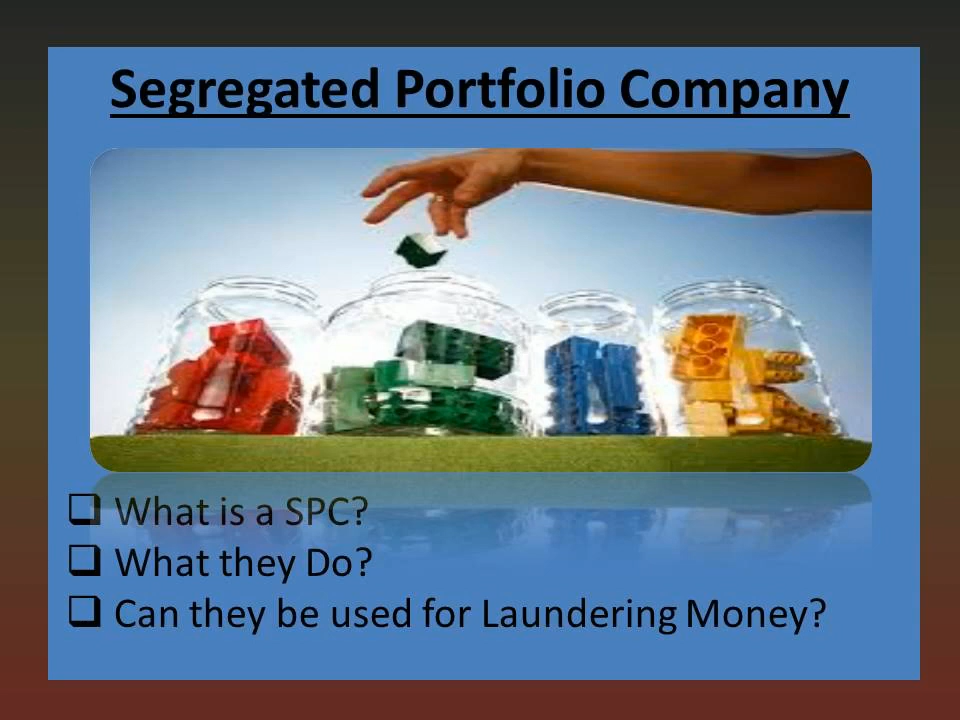 Segregated Portfolio Company
What is a SPC?
What they Do?
Can they be used for Laundering Money?